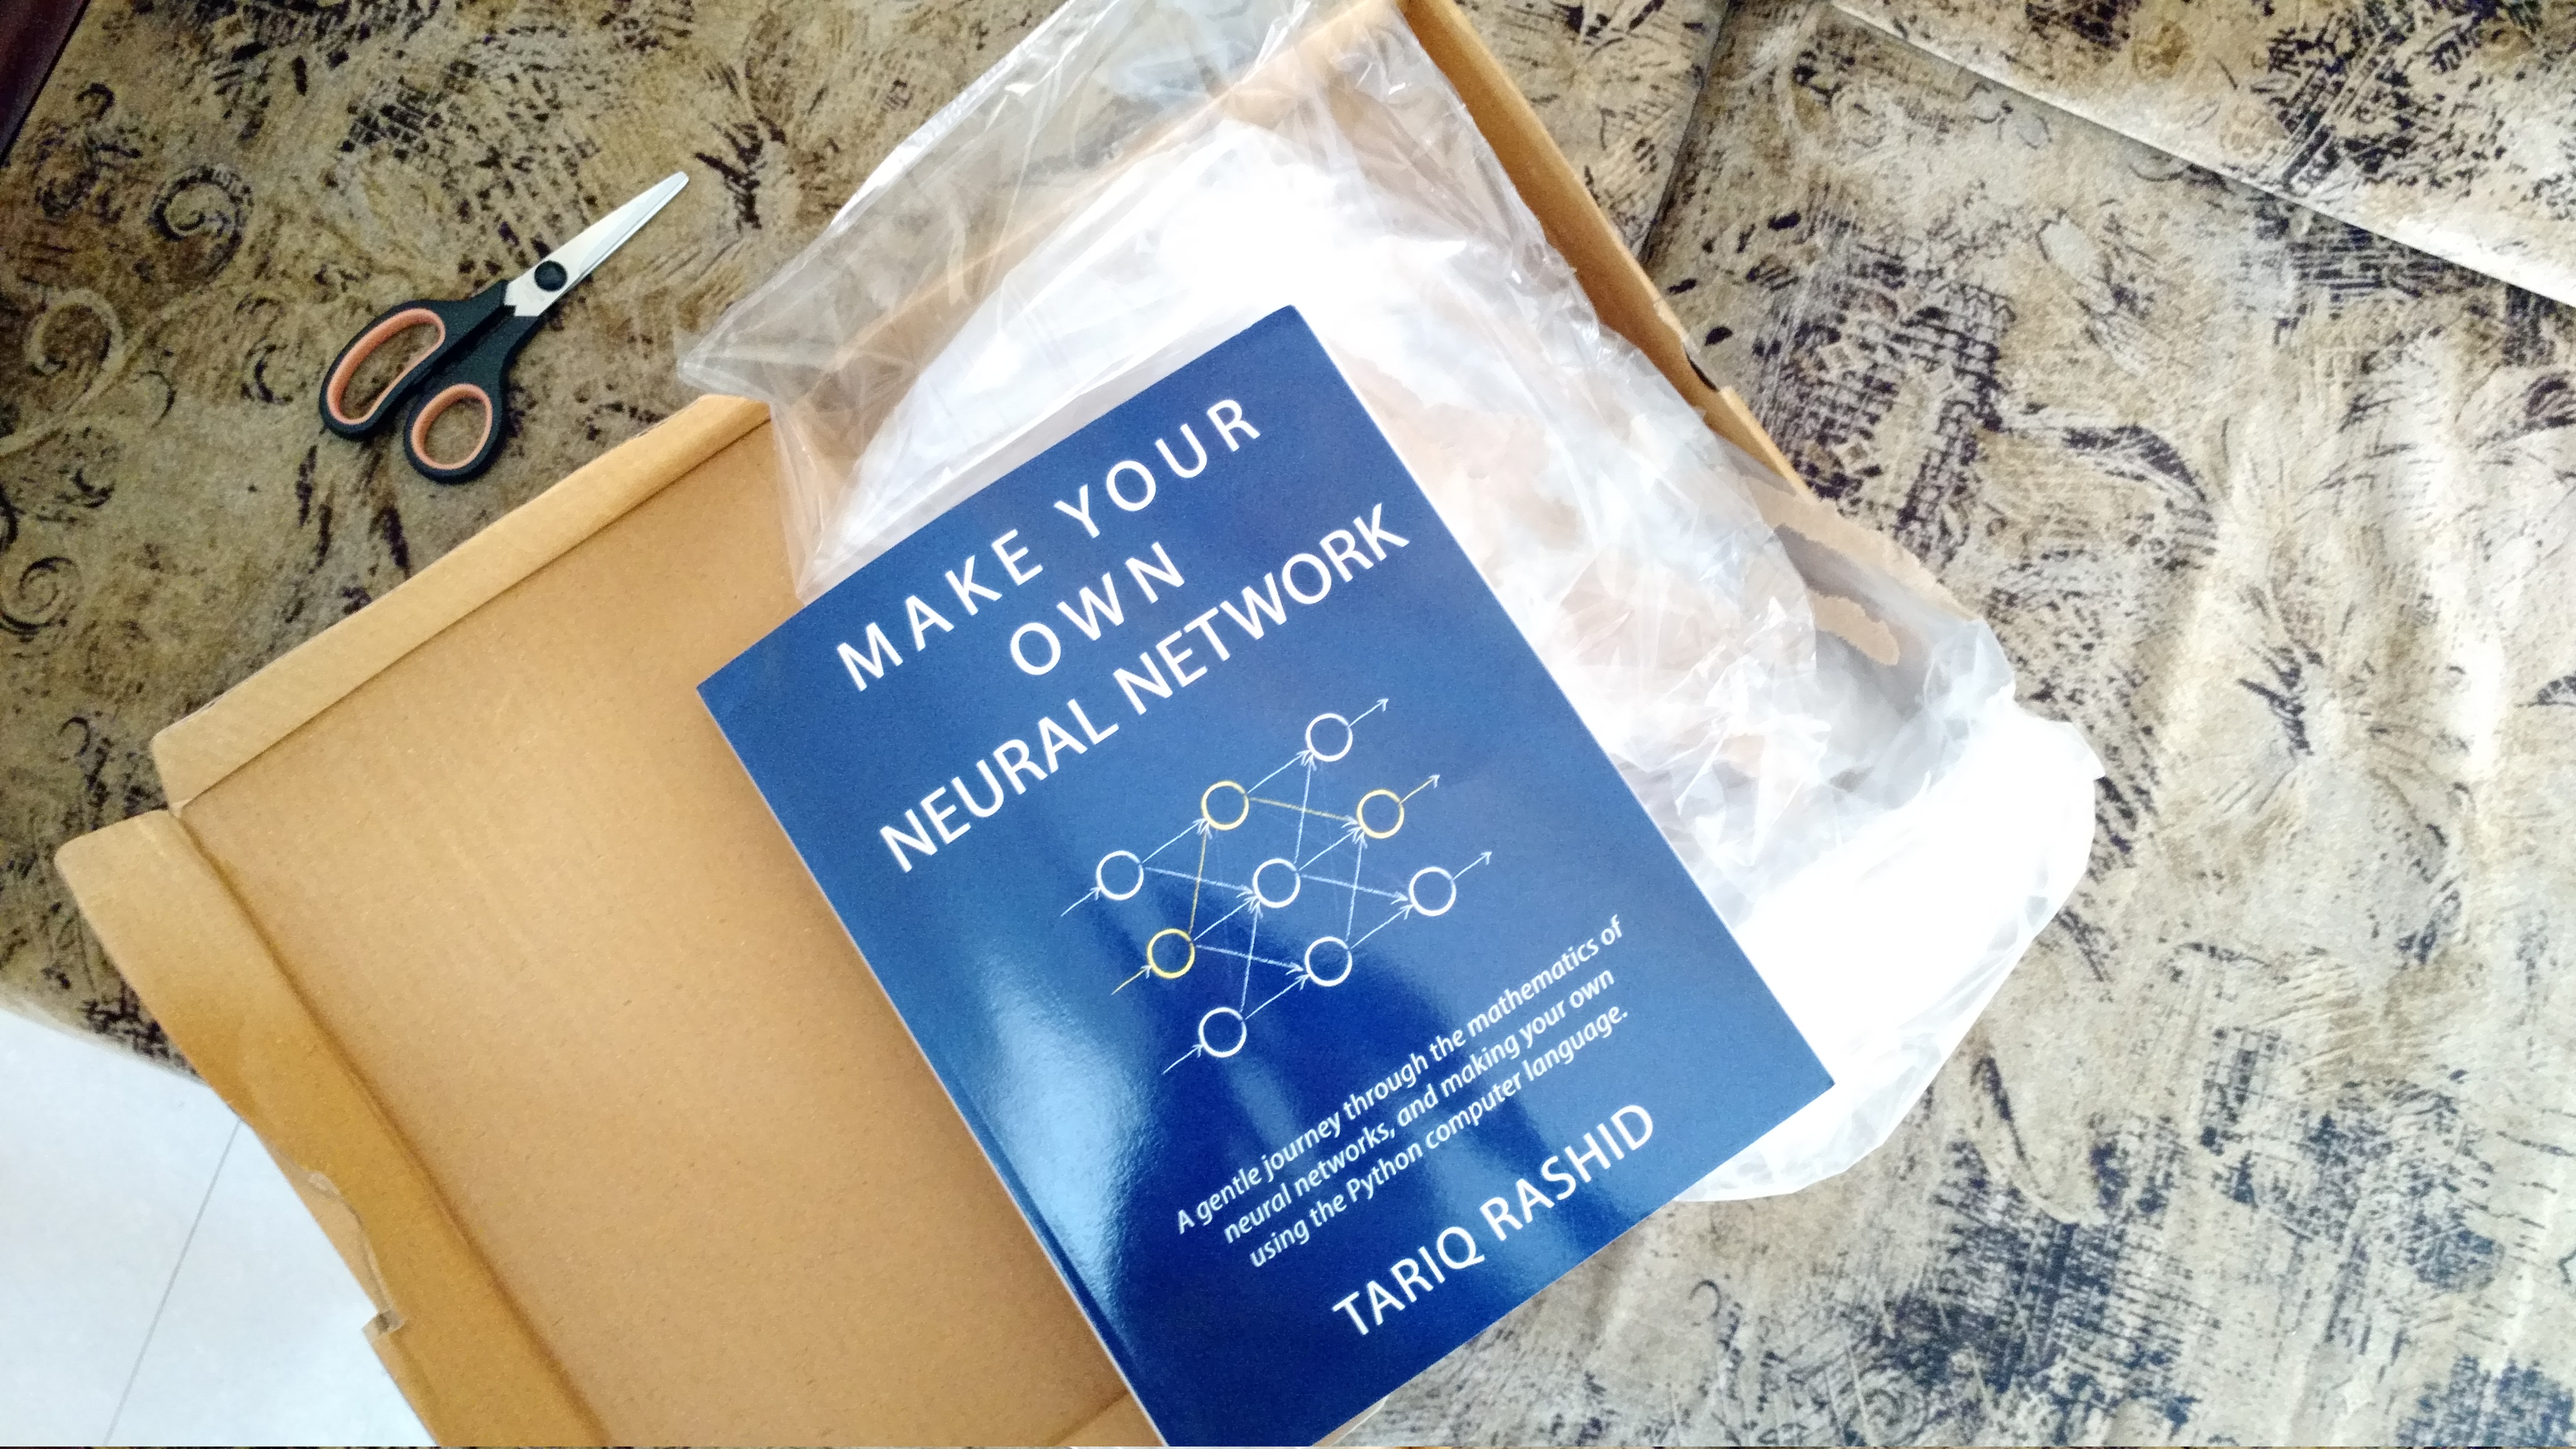 MAKE YOUR
OWN
NEURAL NETWORK
A gentle journey through the mathematics of
neural networks, and making your own
using the Python computer language.
TARIQ RASHID